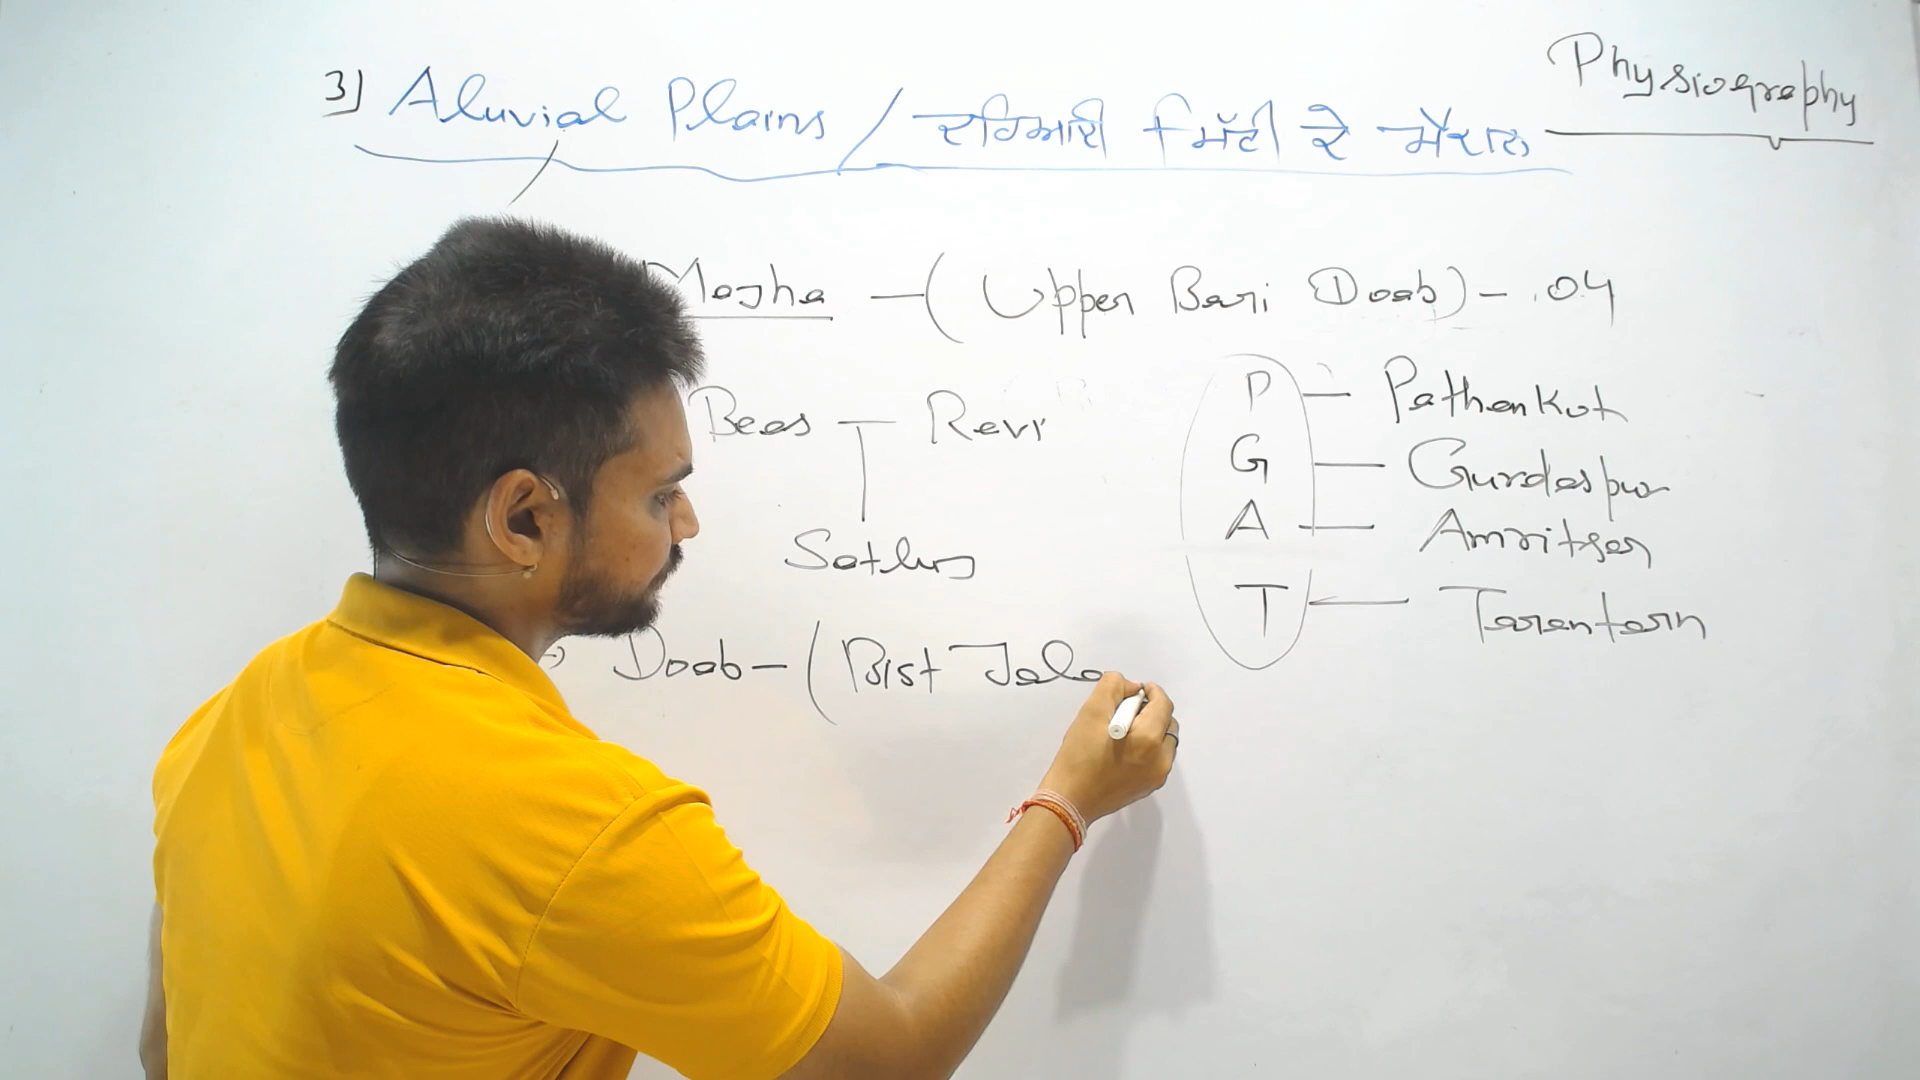 Physiography
3] Aluvial Plains / ਦਰਿਆਈ ਮਿੱਟੀ ਦੇ ਮੈਦਾਨ
Majha - (Upper Bari Doab) - 04
Beas - Ravi
Satluj
P - Pathankot
G - Gurdaspur
A - Amritsar
T - Tarantarn
Doab - (Bist Jala